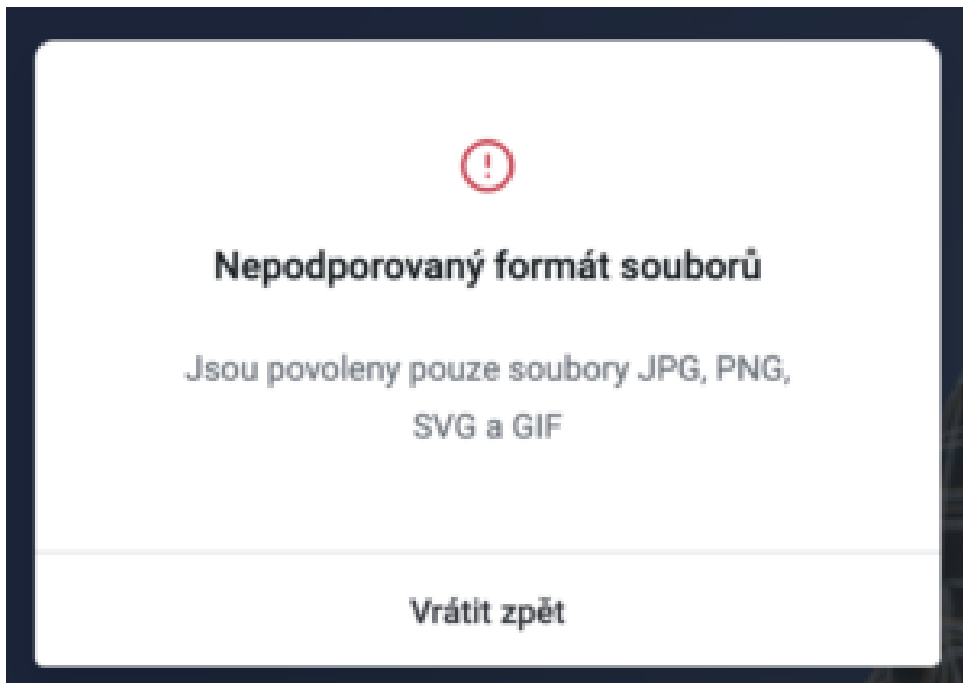 Nepodporovaný formát souborů
Jsou povoleny pouze soubory JPG, PNG,
SVG a GIF
Vrátit zpět